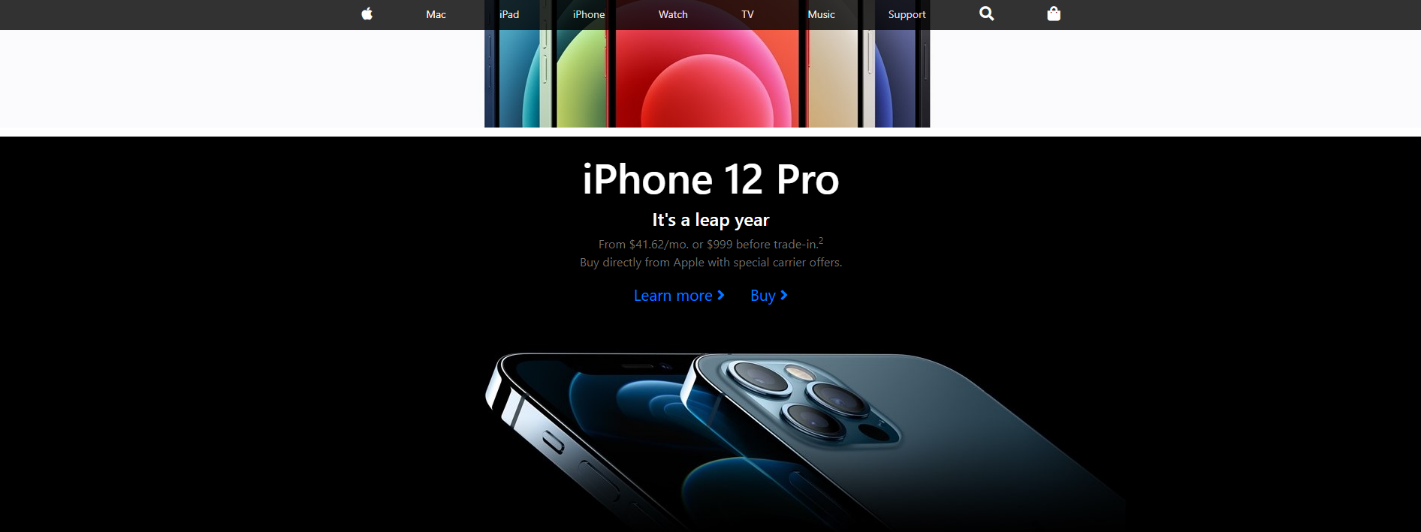 Mac iPad iPhone Watch TV Music Support
iPhone 12 Pro
It's a leap year
From $41.62/mo. or $999 before trade-in.2
Buy directly from Apple with special carrier offers.
Learn more Buy